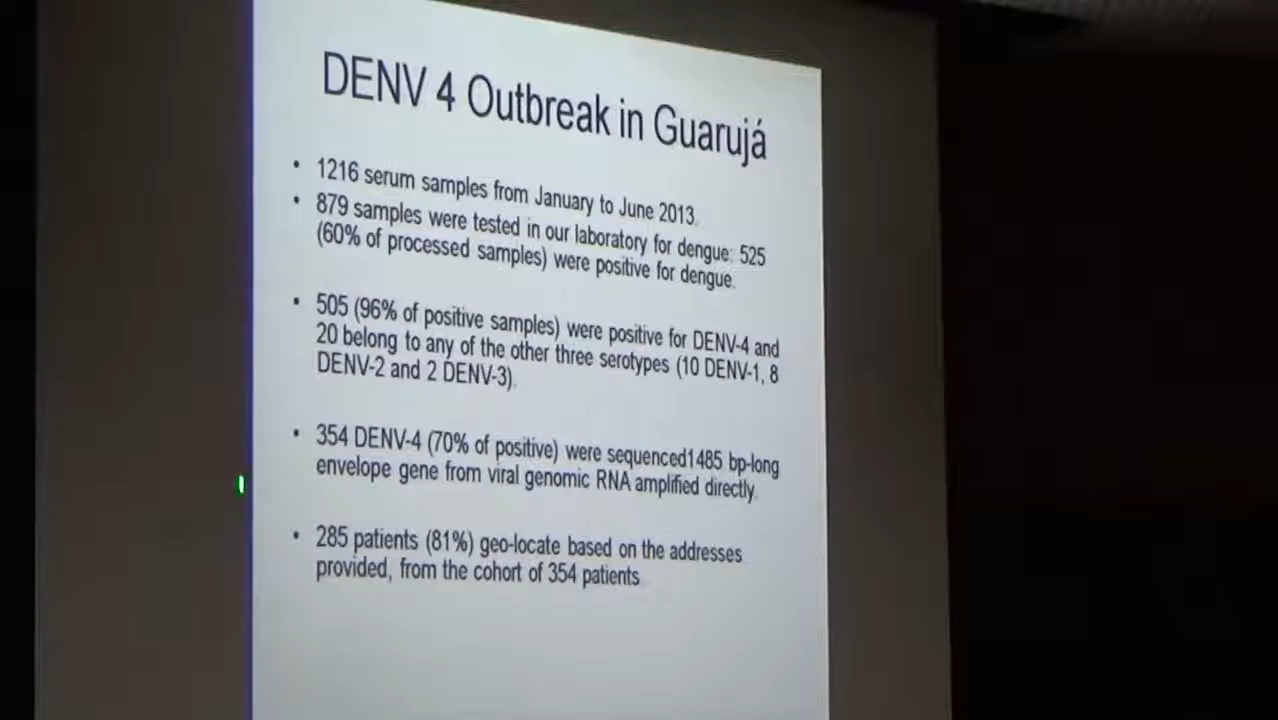 DENV 4 Outbreak in Guarujá
• 1216 serum samples from January to June 2013.
• 879 samples were tested in our laboratory for dengue; 525
(60% of processed samples) were positive for dengue.
• 505 (96% of positive samples) were positive for DENV-4 and
20 belong to any of the other three serotypes (10 DENV-1, 8
DENV-2 and 2 DENV-3).
• 354 DENV-4 (70% of positive) were sequenced1485 bp-long
envelope gene from viral genomic RNA amplified directly.
• 285 patients (81%) geo-locate based on the addresses
provided, from the cohort of 354 patients